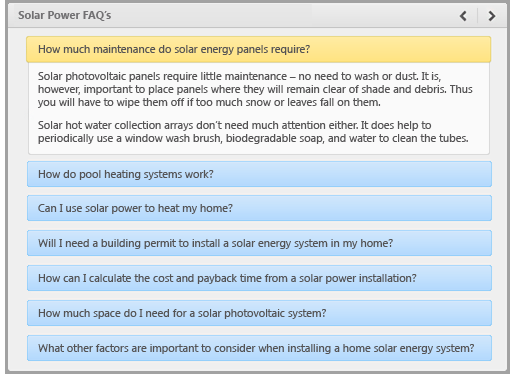 Solar Power FAQ's
How much maintenance do solar energy panels require?
Solar photovoltaic panels require little maintenance – no need to wash or dust. It is,
however, important to place panels where they will remain clear of shade and debris. Thus
you will have to wipe them off if too much snow or leaves fall on them.
Solar hot water collection arrays don't need much attention either. It does help to
periodically use a window wash brush, biodegradable soap, and water to clean the tubes.
How do pool heating systems work?
Can I use solar power to heat my home?
Will I need a building permit to install a solar energy system in my home?
How can I calculate the cost and payback time from a solar power installation?
How much space do I need for a solar photovoltaic system?
What other factors are important to consider when installing a home solar energy system?